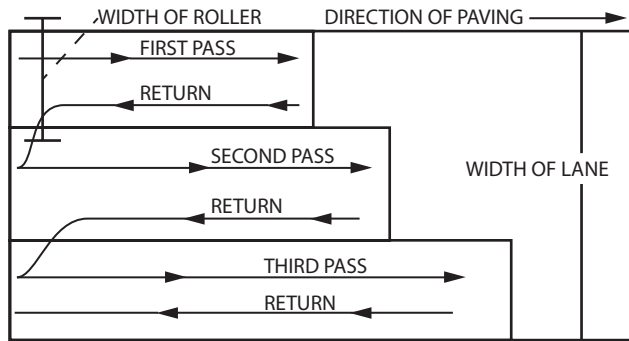 WIDTH OF ROLLER
DIRECTION OF PAVING
FIRST PASS
RETURN
SECOND PASS
WIDTH OF LANE
RETURN
THIRD PASS
RETURN